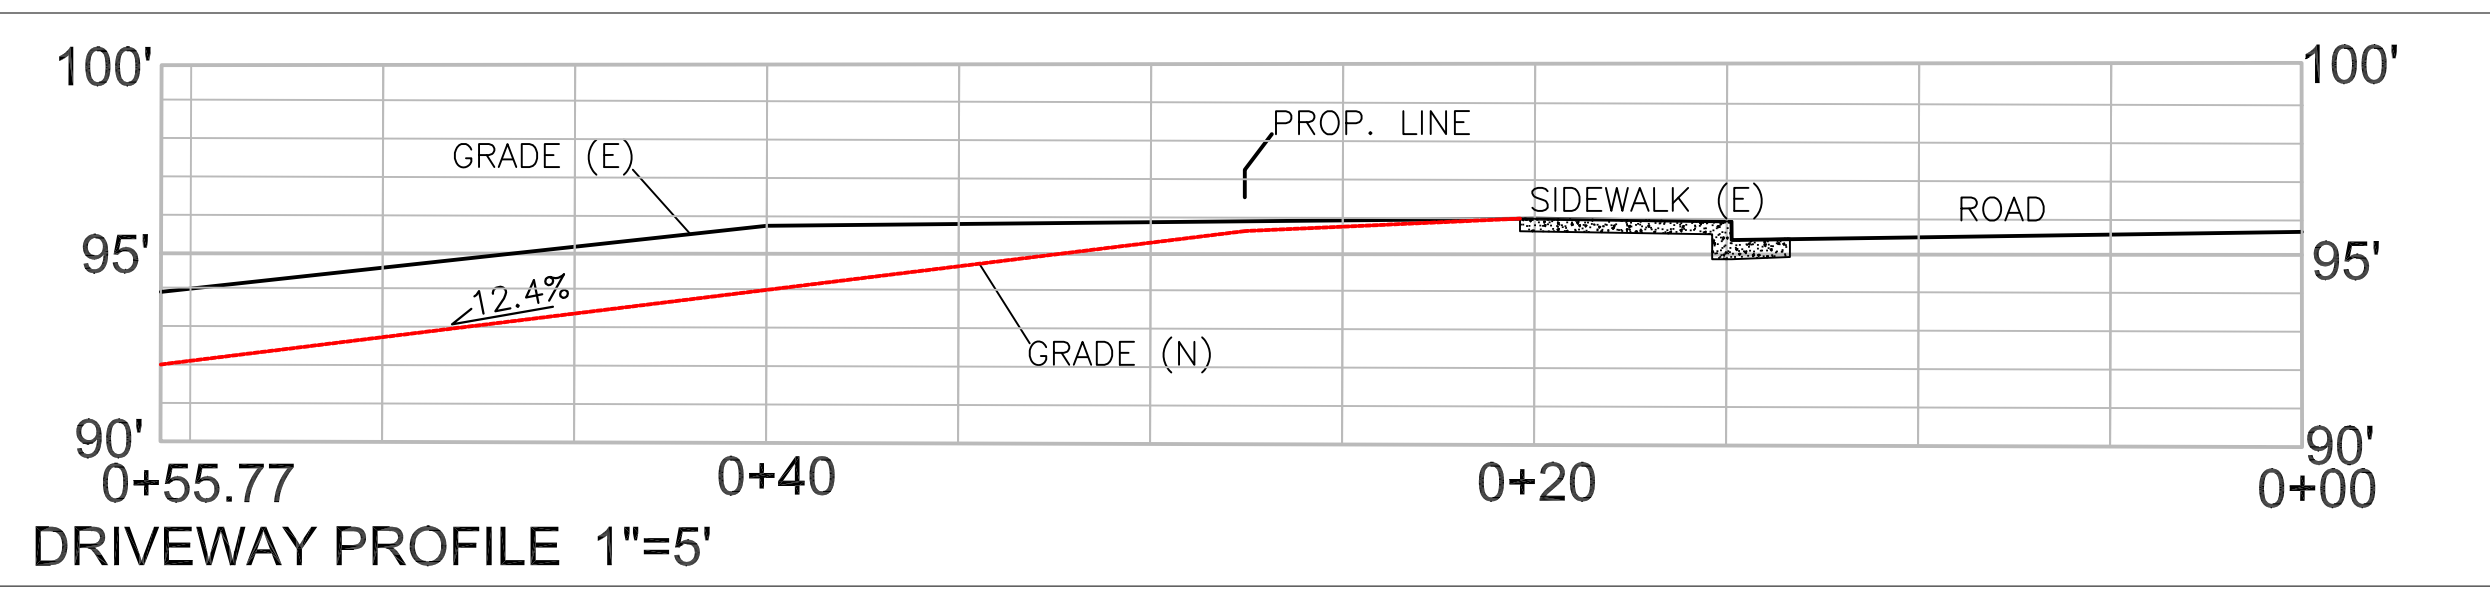 100'
100'
PROP. LINE
GRADE (E)
SIDEWALK (E)
ROAD
95'
95'
12.4%
GRADE (N)
90'
90'
0+55.77
0+40
0+20
0+00
DRIVEWAY PROFILE 1"=5'